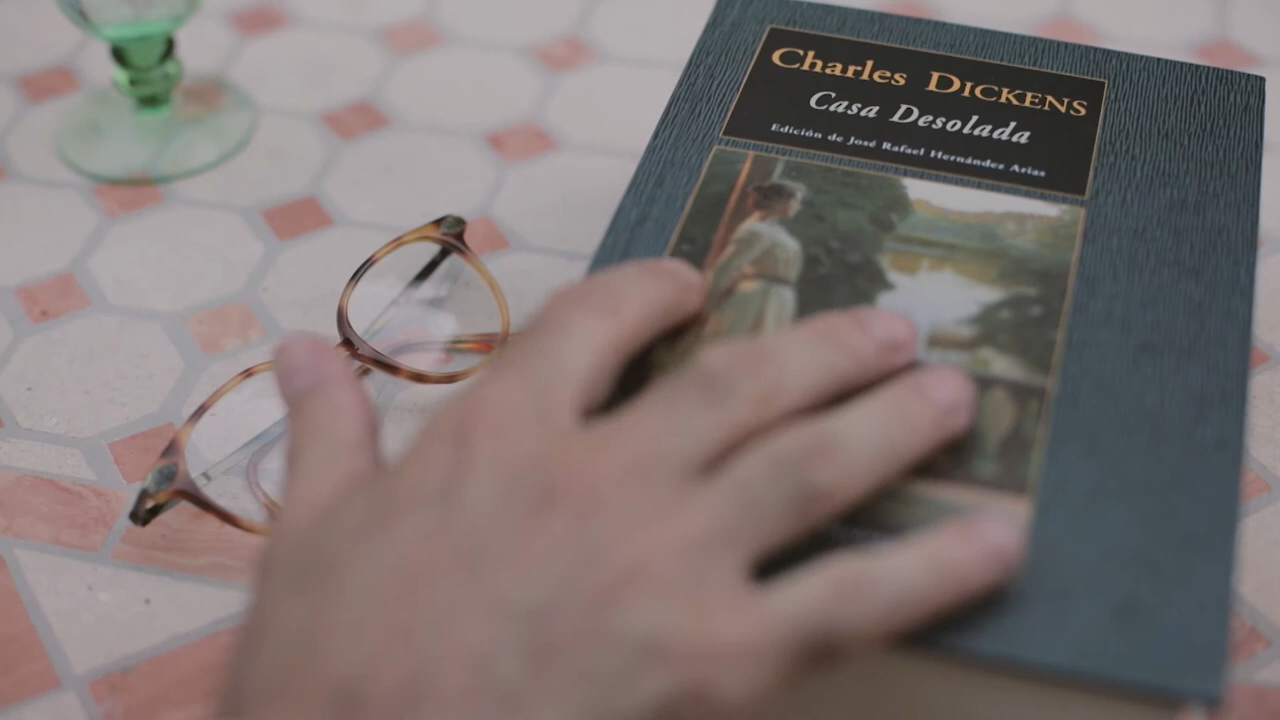 Charles DICKENS
Casa Desolada
Edición de José Rafael Hernández Arias